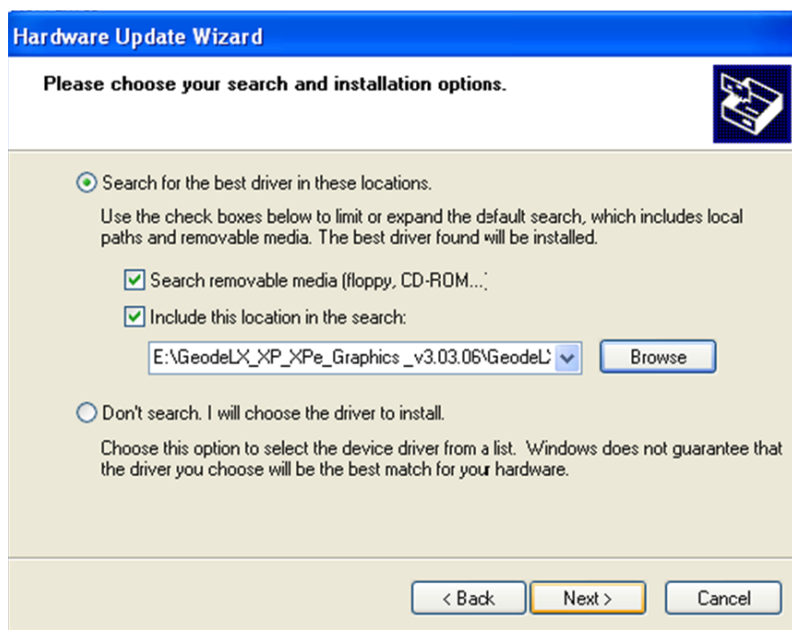 Hardware Update Wizard
Please choose your search and installation options.
Search for the best driver in these locations.
Use the check boxes below to limit or expand the default search, which includes local
paths and removable media. The best driver found will be installed.
Search removable media (floppy, CD-ROM...)
Include this location in the search:
E:\GeodeLX_XP_XPe_Graphics _v3.03.06\GeodeL
Browse
Don't search. I will choose the driver to install.
Choose this option to select the device driver from a list. Windows does not guarantee that
the driver you choose will be the best match for your hardware.
< Back
Next >
Cancel